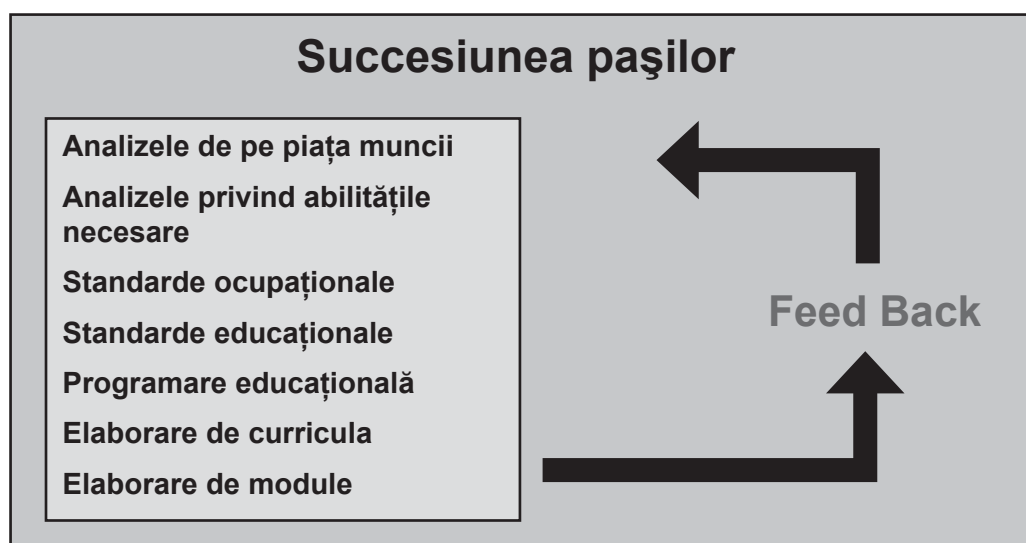 Succesiunea paşilor
Analizele de pe piața muncii
Analizele privind abilitățile
necesare
Standarde ocupaționale
Standarde educaționale
Programare educațională
Elaborare de curricula
Elaborare de module
Feed Back